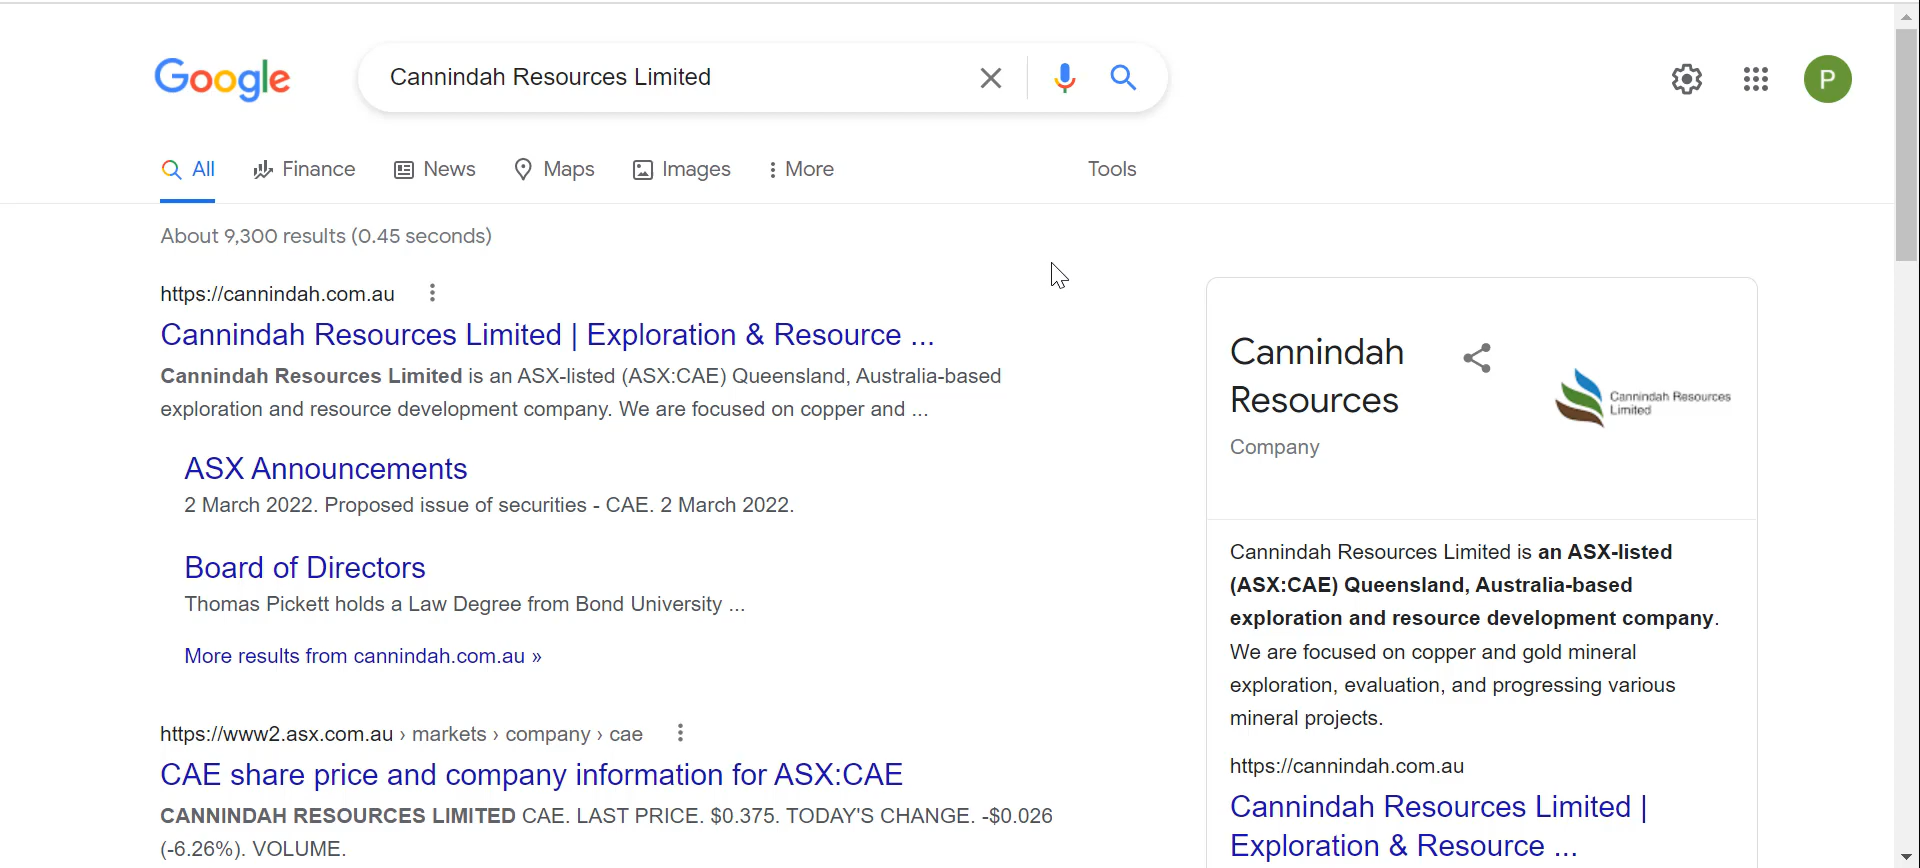 Google
Cannindah Resources Limited
P
All
Finance
News
Maps
Images
More
Tools
About 9,300 results (0.45 seconds)
https://cannindah.com.au
Cannindah Resources Limited | Exploration & Resource ...
Cannindah Resources Limited is an ASX-listed (ASX:CAE) Queensland, Australia-based
exploration and resource development company. We are focused on copper and ...
ASX Announcements
2 March 2022. Proposed issue of securities - CAE. 2 March 2022.
Board of Directors
Thomas Pickett holds a Law Degree from Bond University ...
More results from cannindah.com.au »
https://www2.asx.com.au › markets › company › cae
CAE share price and company information for ASX:CAE
CANNINDAH RESOURCES LIMITED CAE. LAST PRICE. $0.375. TODAY'S CHANGE. -$0.026
(-6.26%). VOLUME.
Cannindah
Resources
Company
Cannindah Resources
Limited
Cannindah Resources Limited is an ASX-listed
(ASX:CAE) Queensland, Australia-based
exploration and resource development company.
We are focused on copper and gold mineral
exploration, evaluation, and progressing various
mineral projects.
https://cannindah.com.au
Cannindah Resources Limited |
Exploration & Resource ...